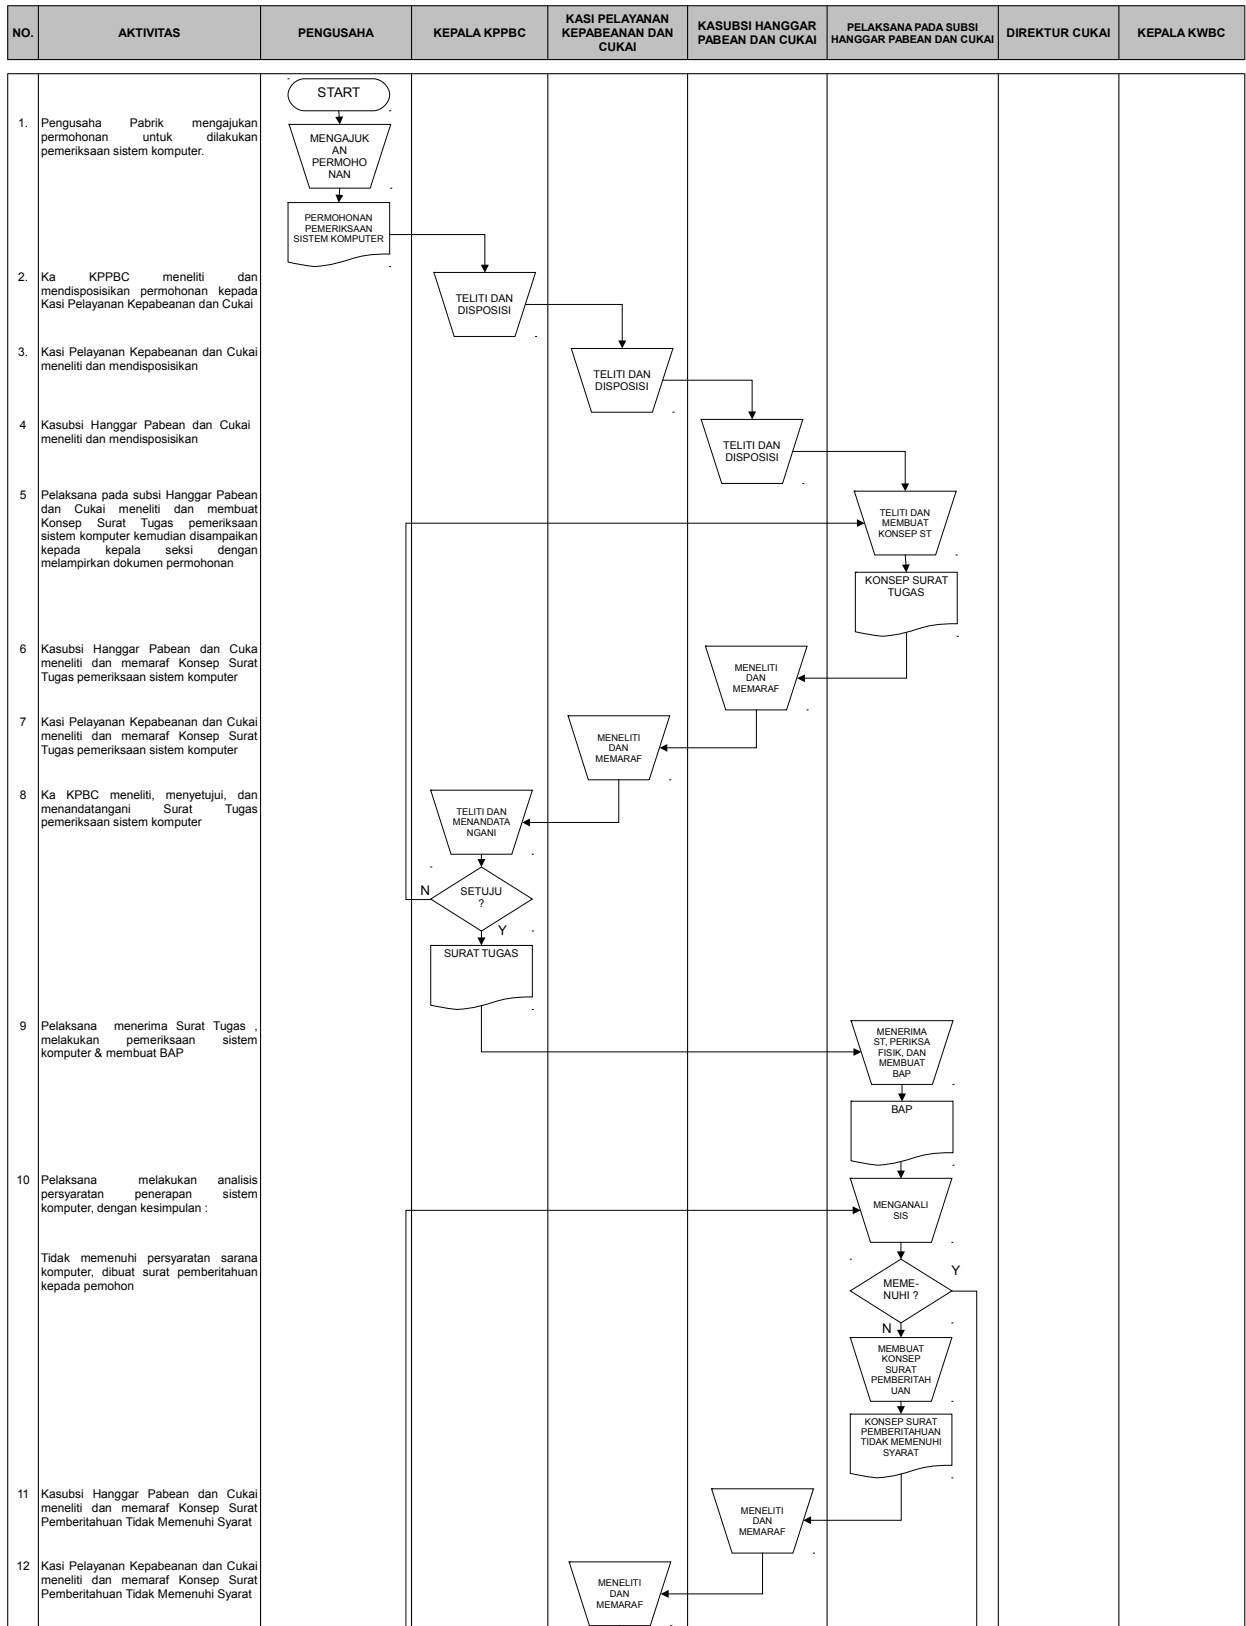 NO.
AKTIVITAS
PENGUSAHA
KEPALA KPPBC
KASI PELAYANAN
KEPABEANAN DAN
CUKAI
KASUBSI HANGGAR
PABEAN DAN CUKAI
PELAKSANA PADA SUBSI
HANGGAR PABEAN DAN CUKAI
DIREKTUR CUKAI
KEPALA KWBC
START
1. Pengusaha Pabrik mengajukan
permohonan untuk dilakukan
pemeriksaan sistem komputer.
MENGAJUK
AN
PERMOHO
NAN
PERMOHONAN
PEMERIKSAAN
SISTEM KOMPUTER
2. Ka KPPBC meneliti dan
mendisposisikan permohonan kepada
Kasi Pelayanan Kepabeanan dan Cukai
TELITI DAN
DISPOSISI
3. Kasi Pelayanan Kepabeanan dan Cukai
meneliti dan mendisposisikan
TELITI DAN
DISPOSISI
4 Kasubsi Hanggar Pabean dan Cukai
meneliti dan mendisposisikan
TELITI DAN
DISPOSISI
5 Pelaksana pada subsi Hanggar Pabean
dan Cukai meneliti dan membuat
Konsep Surat Tugas pemeriksaan
sistem komputer kemudian disampaikan
kepada kepala seksi dengan
melampirkan dokumen permohonan
TELITI DAN
MEMBUAT
KONSEP ST
KONSEP SURAT
TUGAS
6 Kasubsi Hanggar Pabean dan Cuka
meneliti dan memaraf Konsep Surat
Tugas pemeriksaan sistem komputer
MENELITI
DAN
MEMARAF
7 Kasi Pelayanan Kepabeanan dan Cukai
meneliti dan memaraf Konsep Surat
Tugas pemeriksaan sistem komputer
MENELITI
DAN
MEMARAF
8 Ka KPBC meneliti, menyetujui, dan
menandatangani Surat Tugas
pemeriksaan sistem komputer
TELITI DAN
MENANDATA
NGANI
N
SETUJU
?
Y
SURAT TUGAS
9 Pelaksana menerima Surat Tugas ,
melakukan pemeriksaan sistem
komputer & membuat BAP
MENERIMA
ST, PERIKSA
FISIK, DAN
MEMBUAT
BAP
BAP
10 Pelaksana melakukan analisis
persyaratan penerapan sistem
komputer, dengan kesimpulan :
MENGANALI
SIS
Tidak memenuhi persyaratan sarana
komputer, dibuat surat pemberitahuan
kepada pemohon
MEME-
NUHI ?
Y
N
MEMBUAT
KONSEP
SURAT
PEMBERITAH
UAN
KONSEP SURAT
PEMBERITAHUAN
TIDAK MEMENUHI
SYARAT
11 Kasubsi Hanggar Pabean dan Cukai
meneliti dan memaraf Konsep Surat
Pemberitahuan Tidak Memenuhi Syarat
MENELITI
DAN
MEMARAF
12 Kasi Pelayanan Kepabeanan dan Cukai
meneliti dan memaraf Konsep Surat
Pemberitahuan Tidak Memenuhi Syarat
MENELITI
DAN
MEMARAF